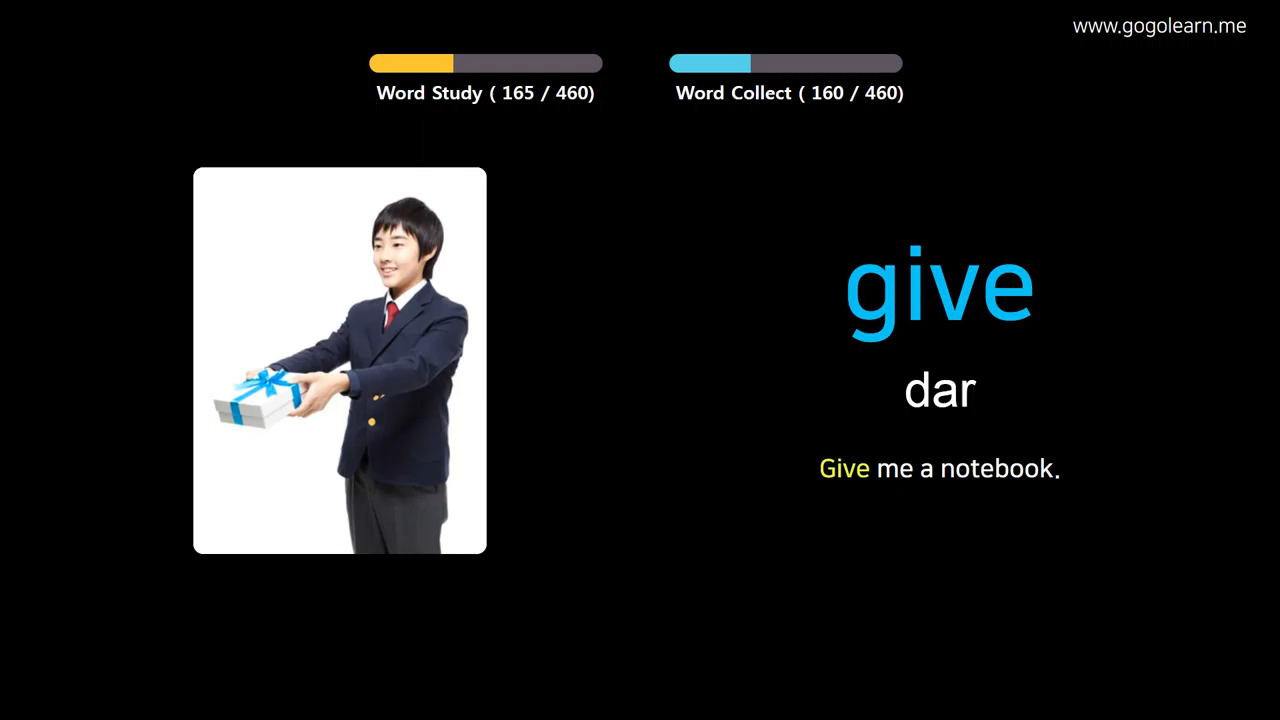 www.gogolearn.me
Word Study ( 165 / 460)
Word Collect ( 160 / 460)
give
dar
Give me a notebook.